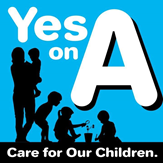 Yes
on A
Care for Our Children.